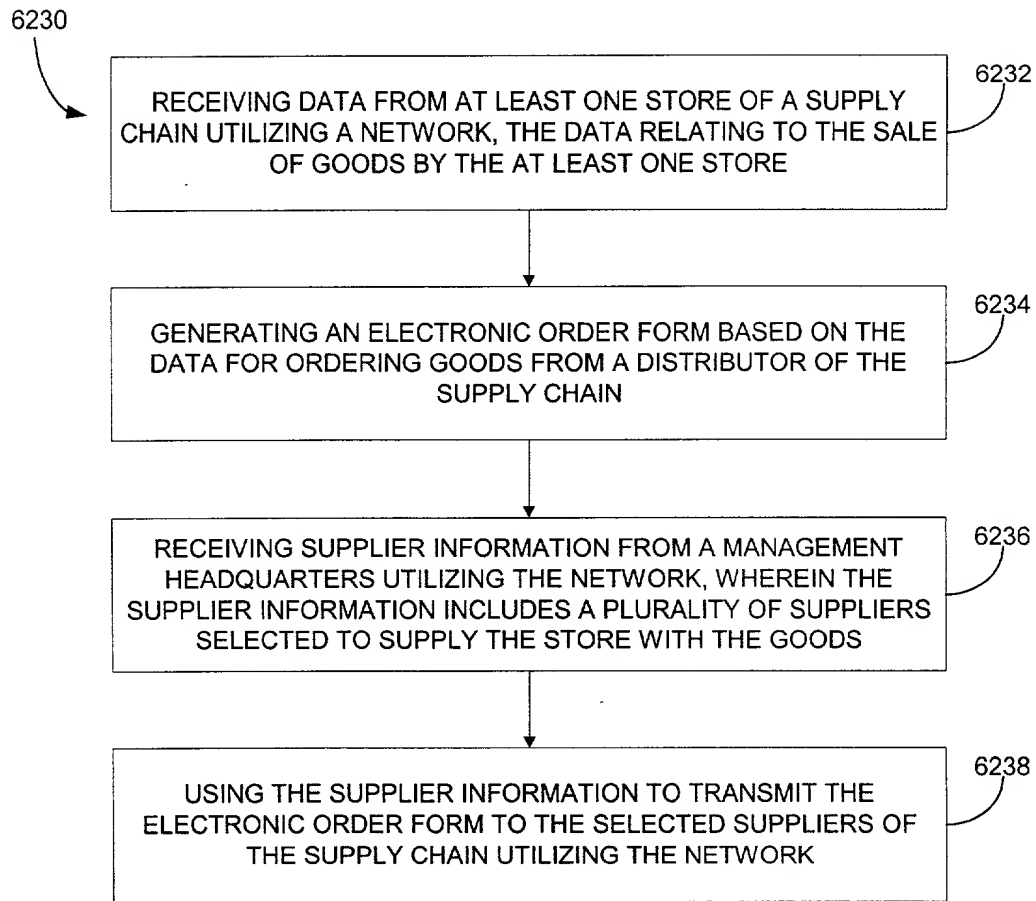 6230
6232
RECEIVING DATA FROM AT LEAST ONE STORE OF A SUPPLY
CHAIN UTILIZING A NETWORK, THE DATA RELATING TO THE SALE
OF GOODS BY THE AT LEAST ONE STORE
6234
GENERATING AN ELECTRONIC ORDER FORM BASED ON THE
DATA FOR ORDERING GOODS FROM A DISTRIBUTOR OF THE
SUPPLY CHAIN
6236
RECEIVING SUPPLIER INFORMATION FROM A MANAGEMENT
HEADQUARTERS UTILIZING THE NETWORK, WHEREIN THE
SUPPLIER INFORMATION INCLUDES A PLURALITY OF SUPPLIERS
SELECTED TO SUPPLY THE STORE WITH THE GOODS
6238
USING THE SUPPLIER INFORMATION TO TRANSMIT THE
ELECTRONIC ORDER FORM TO THE SELECTED SUPPLIERS OF
THE SUPPLY CHAIN UTILIZING THE NETWORK